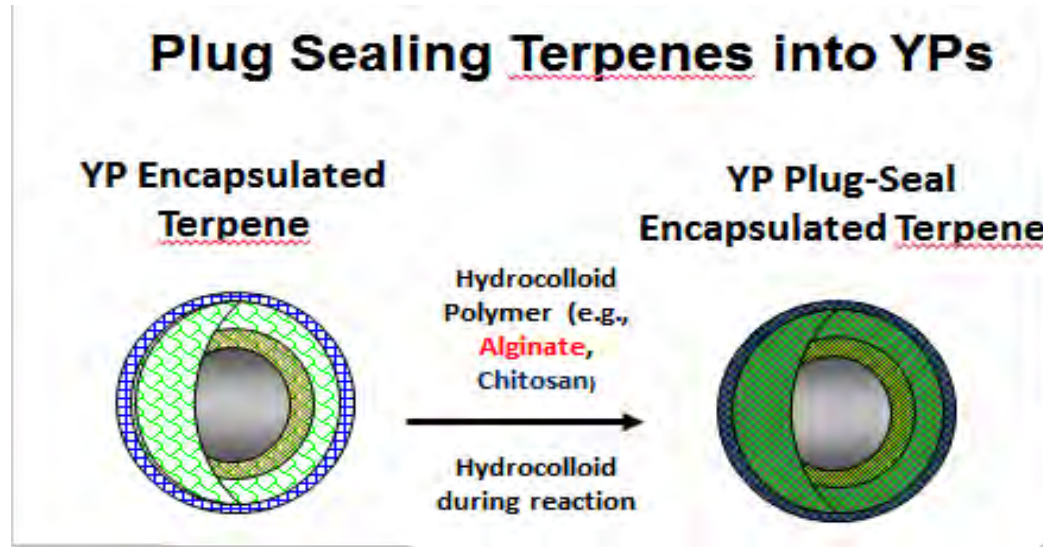 Plug Sealing Terpenes into YPs
YP Encapsulated
Terpene
Hydrocolloid
Polymer (e.g.,
Alginate,
Chitosan)
Hydrocolloid
during reaction
YP Plug-Seal
Encapsulated Terpene